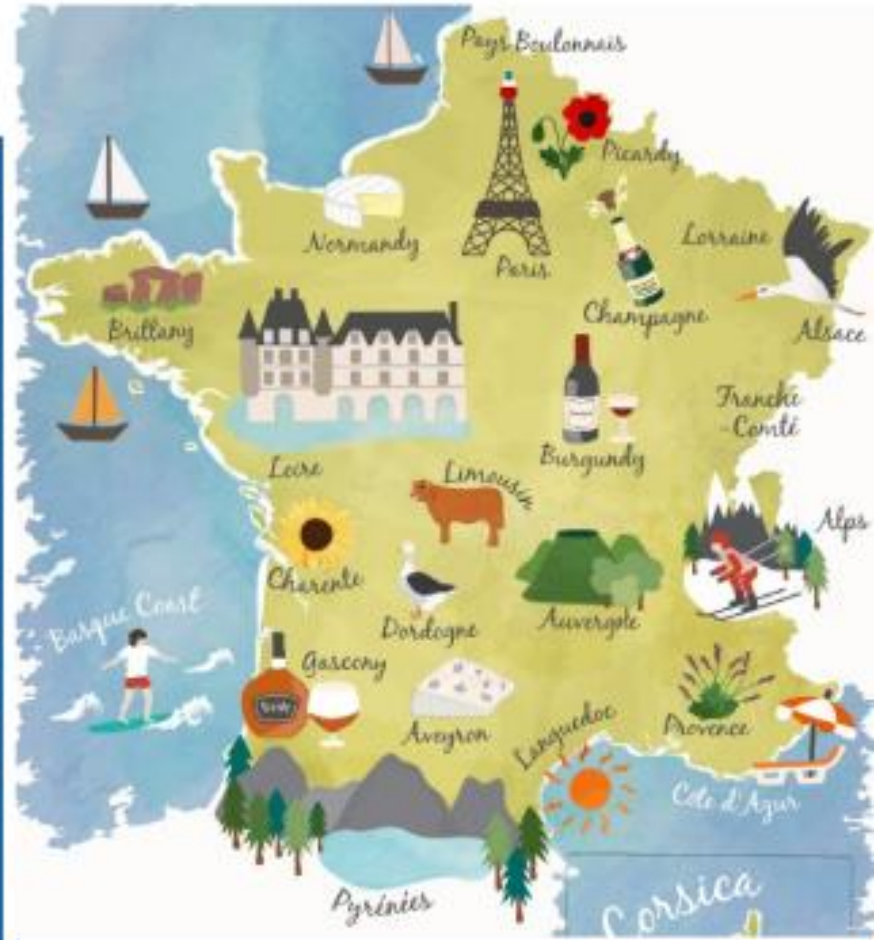 Pays Boulonnais
Picardy
Normandy
Paris
Lorraine
Champagne
Alsace
Brittany
Franche
-Comté
Burgundy
Loire
Limousin
Alps
Charente
Basque Coast
Dordogne
Auvergne
Gascony
Aveyron
Languedoc
Provence
Côte d'Azur
Pyrénées
Corsica